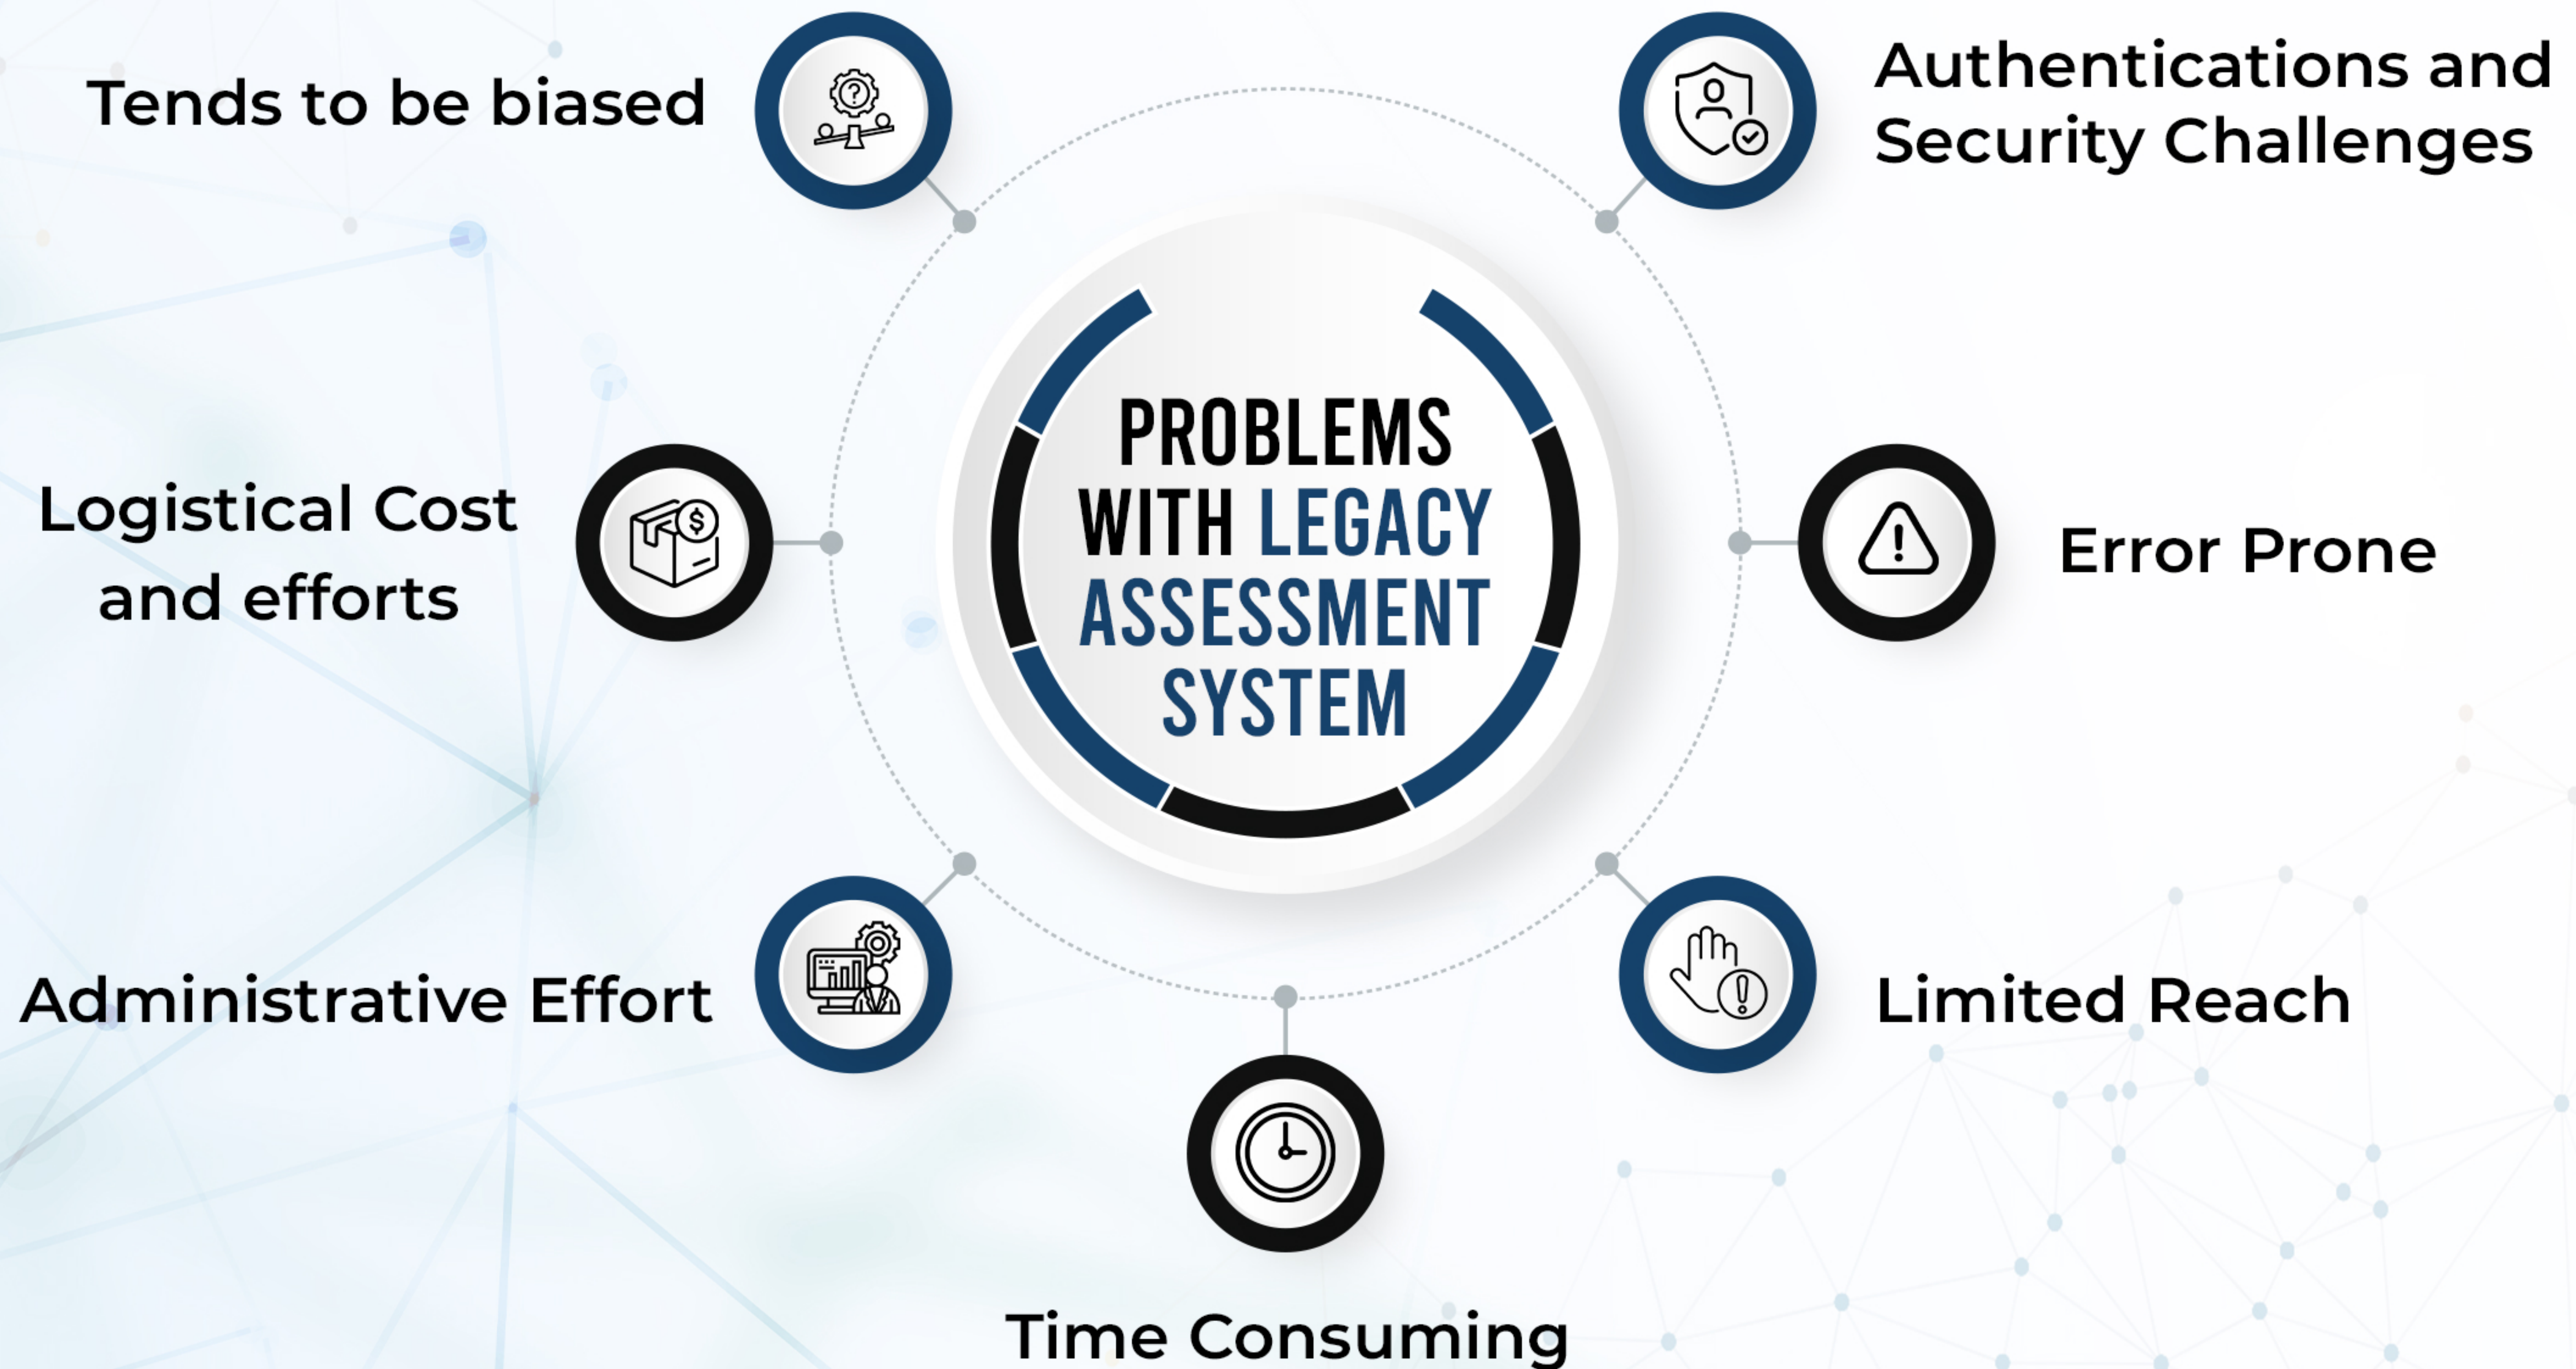 Tends to be biased
Authentications and
Security Challenges
PROBLEMS
WITH LEGACY
ASSESSMENT
SYSTEM
Logistical Cost
and efforts
Error Prone
Administrative Effort
Limited Reach
Time Consuming